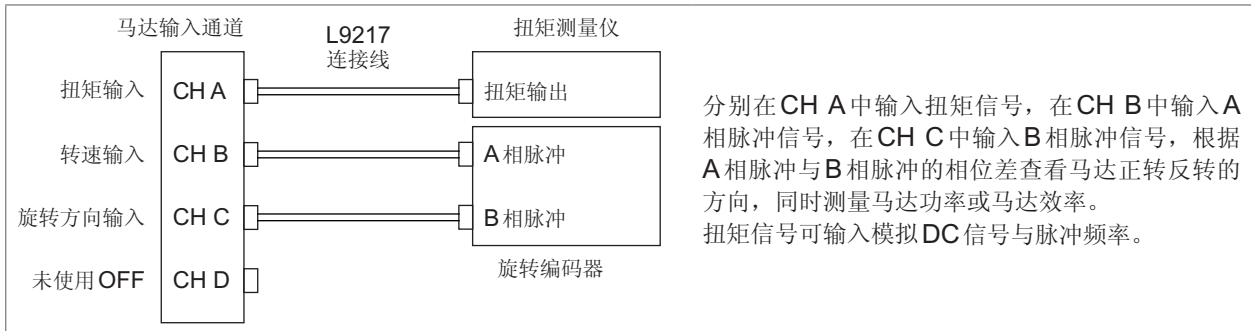 马达输入通道
L9217
连接线
扭矩测量仪
扭矩输入
CH A
扭矩输出
转速输入
CH B
A相脉冲
旋转方向输入
CH C
B相脉冲
未使用OFF
CH D
旋转编码器
分别在CH A中输入扭矩信号，在CH B中输入A
相脉冲信号，在CH C中输入B相脉冲信号，根据
A相脉冲与B相脉冲的相位差查看马达正转反转的
方向，同时测量马达功率或马达效率。
扭矩信号可输入模拟DC信号与脉冲频率。